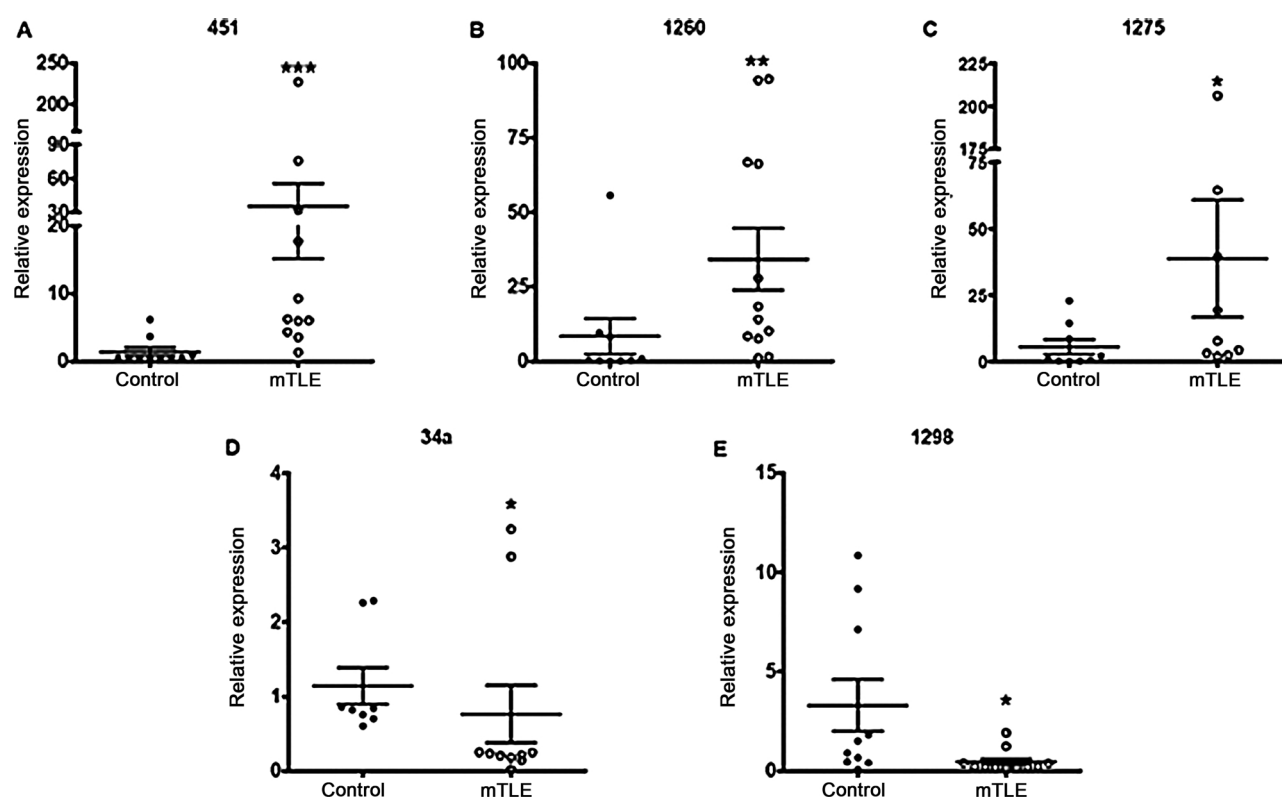 A 451
250
200
90
60
30
20
10
0
Relative expression
★★★
Control mTLE
B 1260
100
75
50
25
0
Relative expression
★★
Control mTLE
C 1275
225
200
175
75
50
25
0
Relative expression
★
Control mTLE
D 34a
4
3
2
1
0
Relative expression
★
Control mTLE
E 1298
15
10
5
0
Relative expression
★
Control mTLE